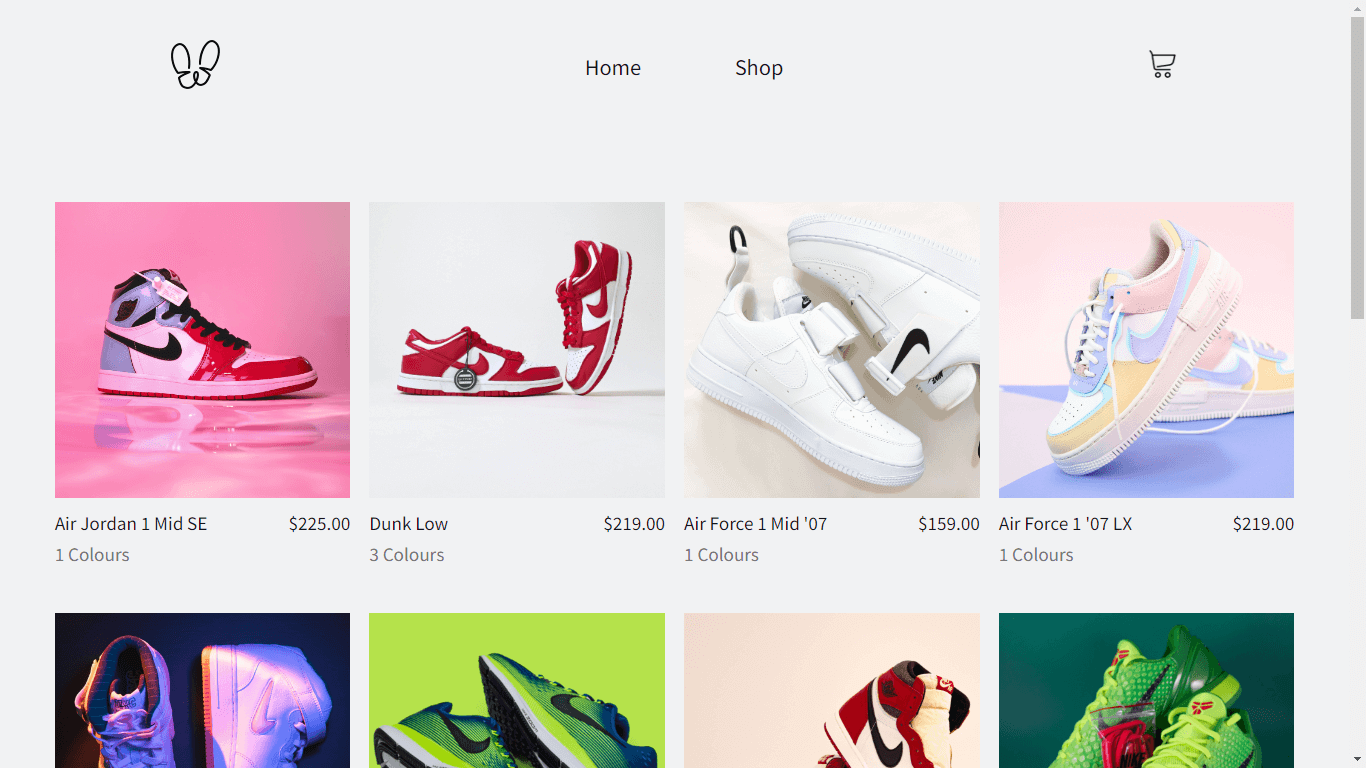 Home Shop
Air Jordan 1 Mid SE $225.00
1 Colours
Dunk Low $219.00
3 Colours
Air Force 1 Mid '07 $159.00
1 Colours
Air Force 1 '07 LX $219.00
1 Colours